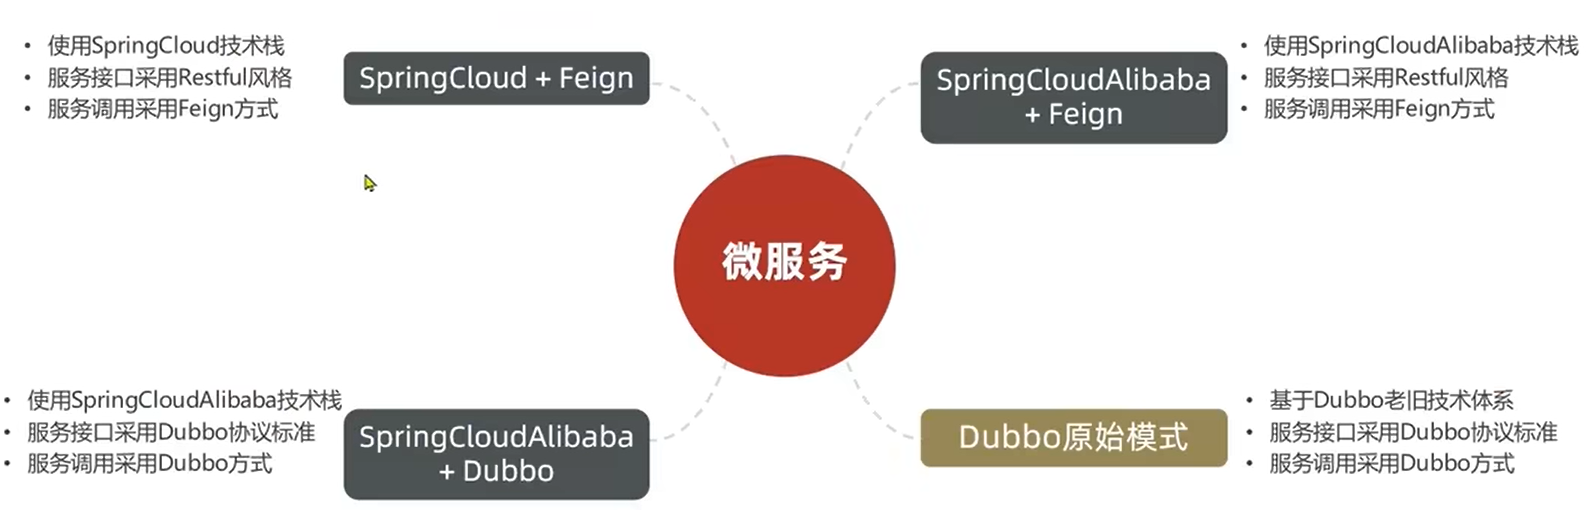 • 使用SpringCloud技术栈
• 服务接口采用Restful风格
• 服务调用采用Feign方式
SpringCloud + Feign
SpringCloudAlibaba
+ Feign
• 使用SpringCloudAlibaba技术栈
• 服务接口采用Restful风格
• 服务调用采用Feign方式
微服务
• 使用SpringCloudAlibaba技术栈
• 服务接口采用Dubbo协议标准
• 服务调用采用Dubbo方式
SpringCloudAlibaba
+ Dubbo
Dubbo原始模式
• 基于Dubbo老旧技术体系
• 服务接口采用Dubbo协议标准
• 服务调用采用Dubbo方式